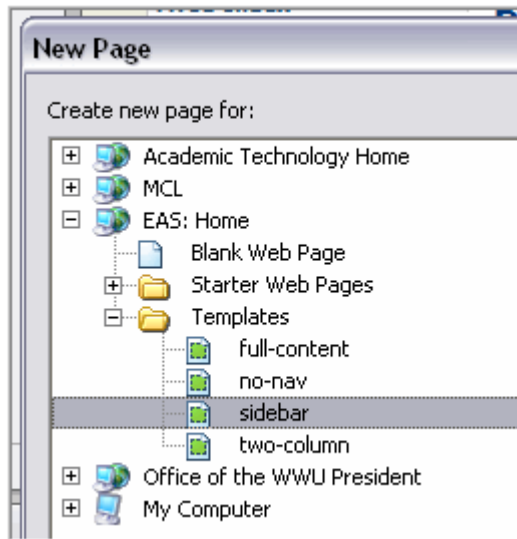 New Page
Create new page for:
Academic Technology Home
MCL
EAS: Home
Blank Web Page
Starter Web Pages
Templates
full-content
no-nav
sidebar
two-column
Office of the WWU President
My Computer